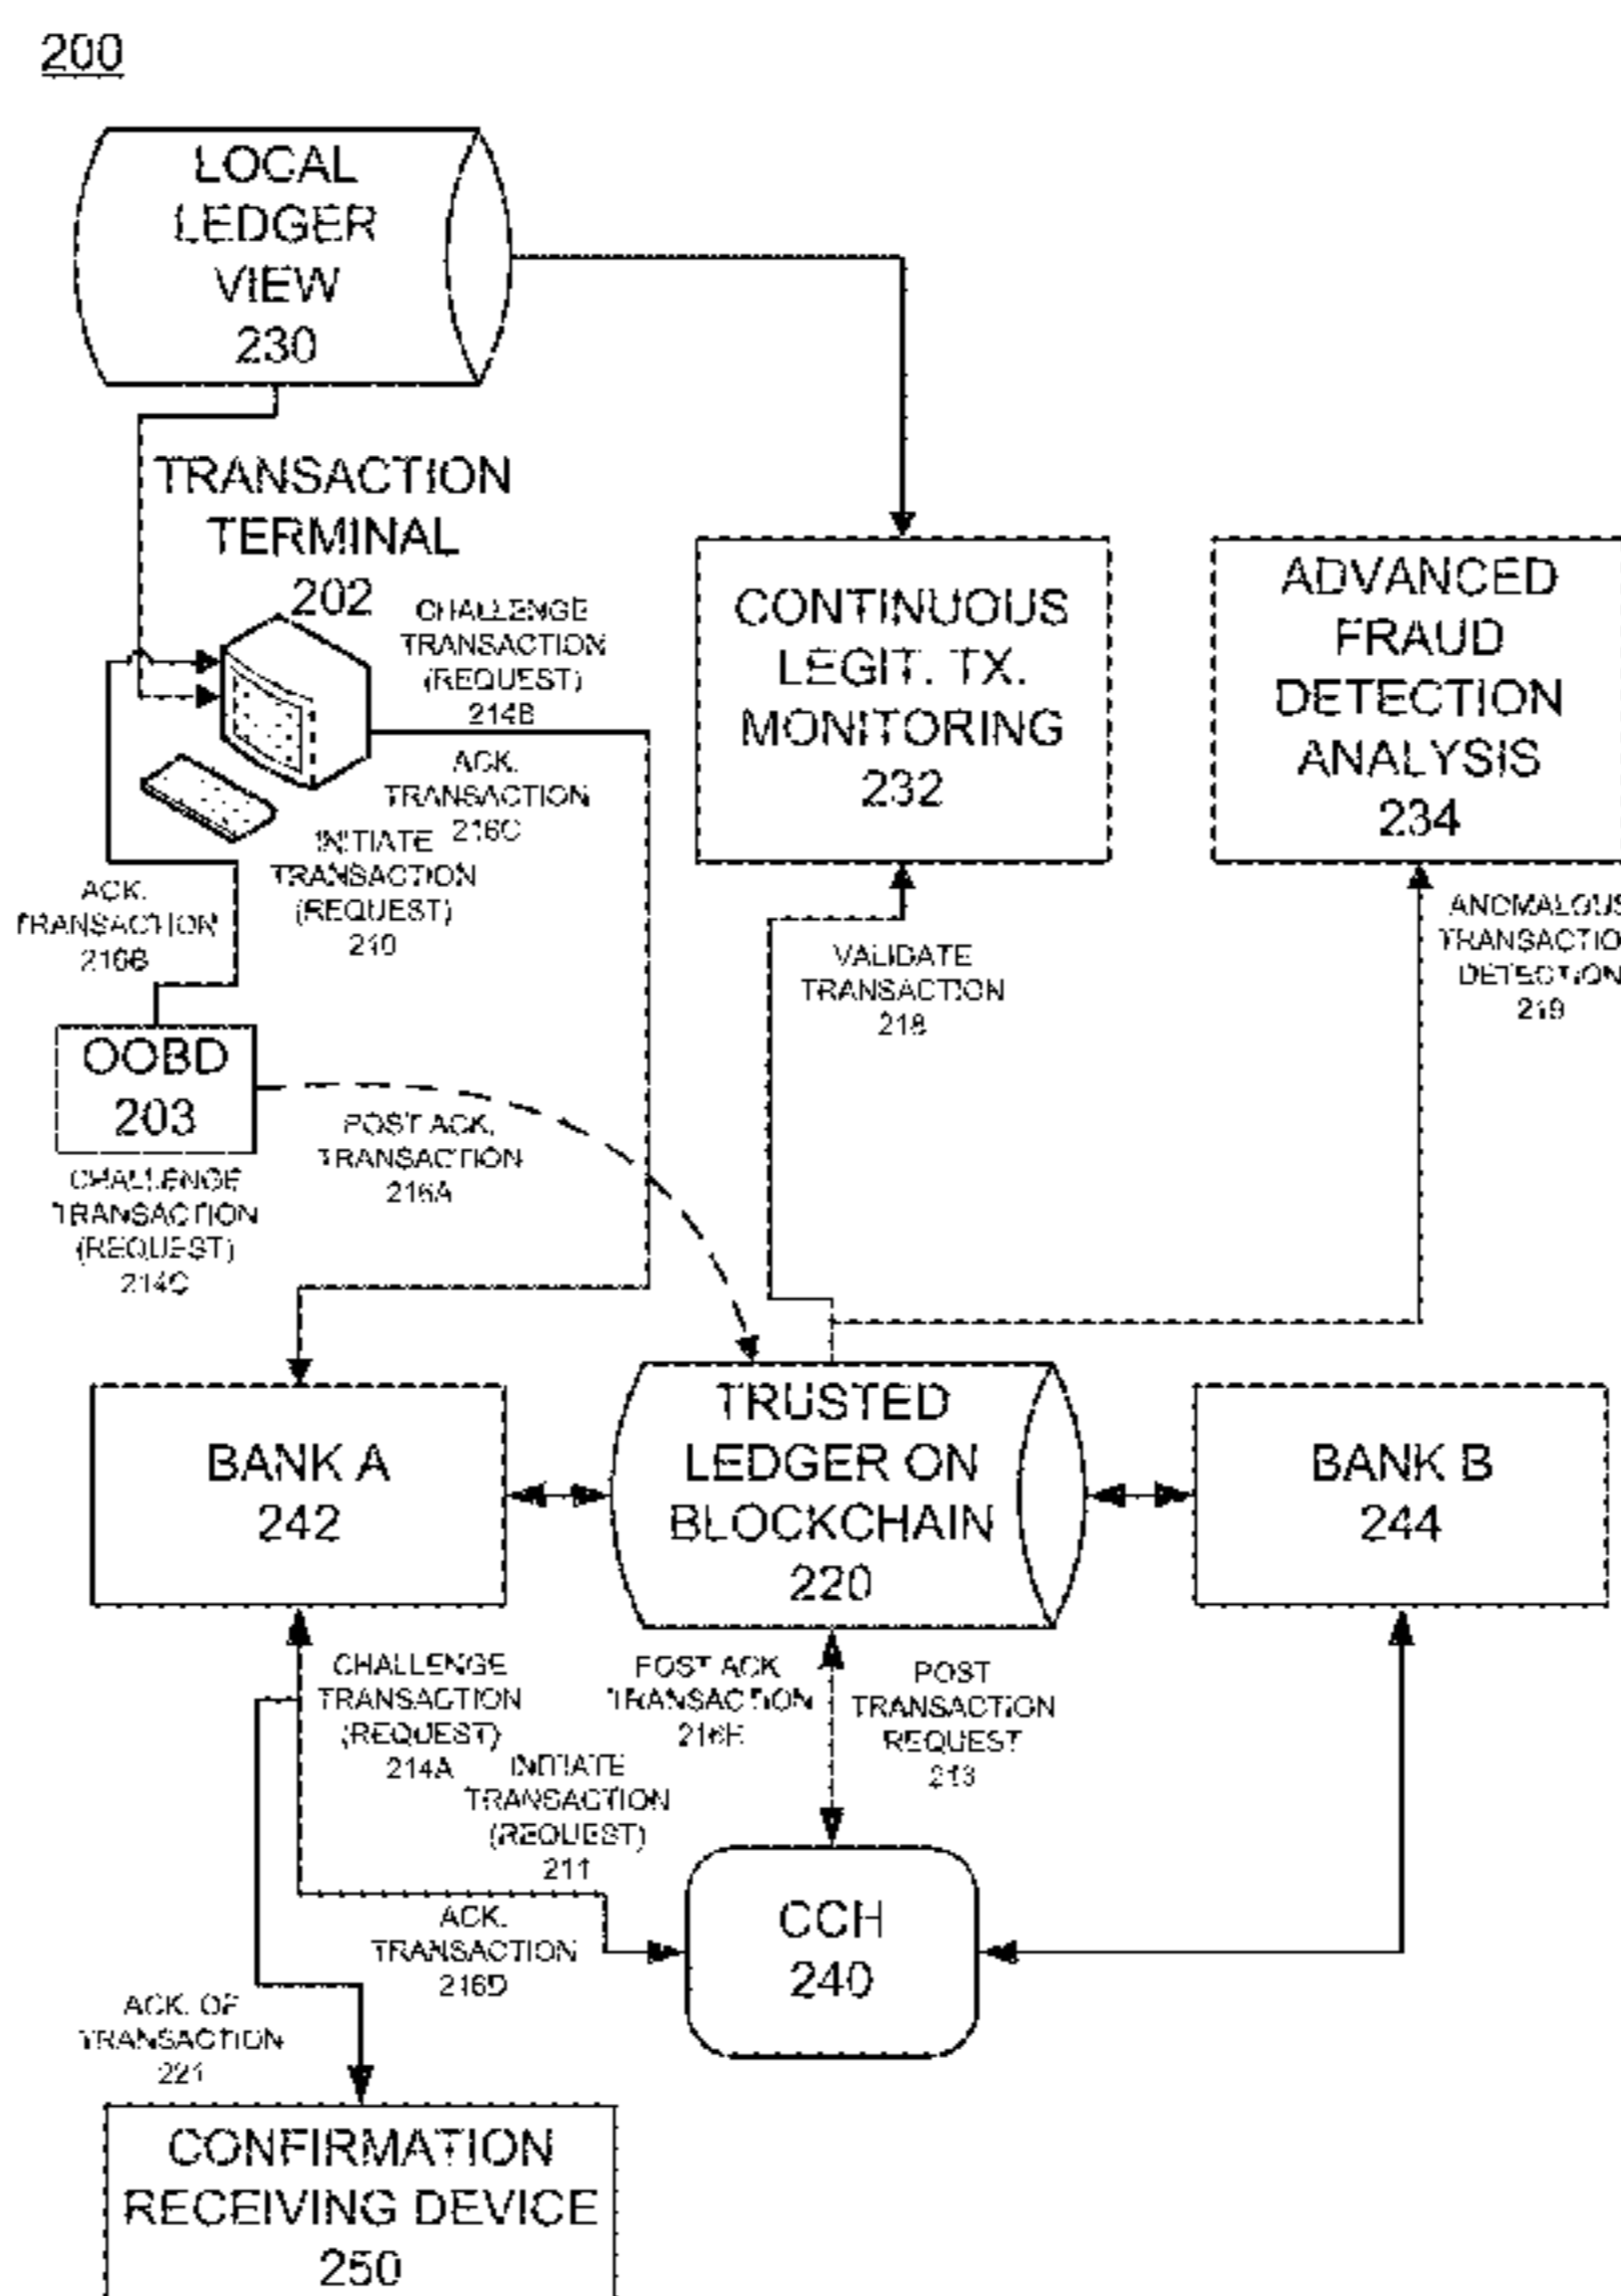 200
LOCAL
LEDGER
VIEW
230
TRANSACTION
TERMINAL
202
CHALLENGE
TRANSACTION
(REQUEST)
214B
ACK.
TRANSACTION
216C
INITIATE
TRANSACTION
(REQUEST)
210
CONTINUOUS
LEGIT. TX.
MONITORING
232
ADVANCED
FRAUD
DETECTION
ANALYSIS
234
ACK.
TRANSACTION
216B
VALIDATE
TRANSACTION
218
ANOMALOUS
TRANSACTIO
DETECTION
219
OOBD
203
POST ACK.
TRANSACTION
216A
CHALLENGE
TRANSACTION
(REQUEST)
214C
BANK A
242
TRUSTED
LEDGER ON
BLOCKCHAIN
220
BANK B
244
CHALLENGE
TRANSACTION
(REQUEST)
214A
POST ACK
TRANSACTION
POST
TRANSACTION
REQUEST
213
INITIATE
TRANSACTION
(REQUEST)
211
ACK.
TRANSACTION
216D
CCH
240
ACK. OF
TRANSACTION
221
CONFIRMATION
RECEIVING DEVICE
250